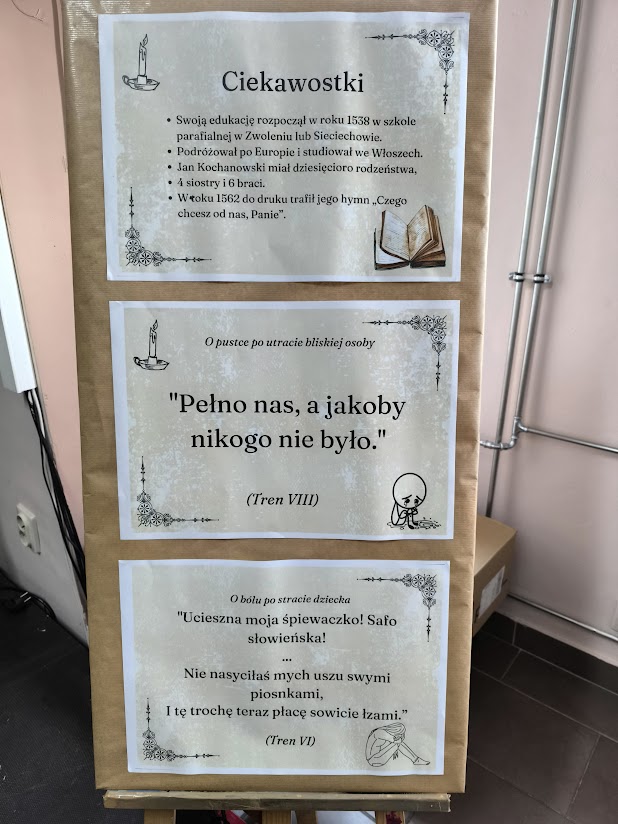 Ciekawostki
• Swoją edukację rozpoczął w roku 1538 w szkole
parafialnej w Zwoleniu lub Sieciechowie.
• Podróżował po Europie i studiował we Włoszech.
• Jan Kochanowski miał dziesięcioro rodzeństwa,
• 4 siostry i 6 braci.
• W roku 1562 do druku trafił jego hymn „Czego
chcesz od nas, Panie”.
O pustce po utracie bliskiej osoby
"Pełno nas, a jakoby
nikogo nie było."
(Tren VIII)
O bólu po stracie dziecka
"Ucieszna moja śpiewaczko! Safo
słowieńska!
...
Nie nasyciłaś mych uszu swymi
piosnkami,
I tę trochę teraz płacę sowicie łzami.”
(Tren VI)